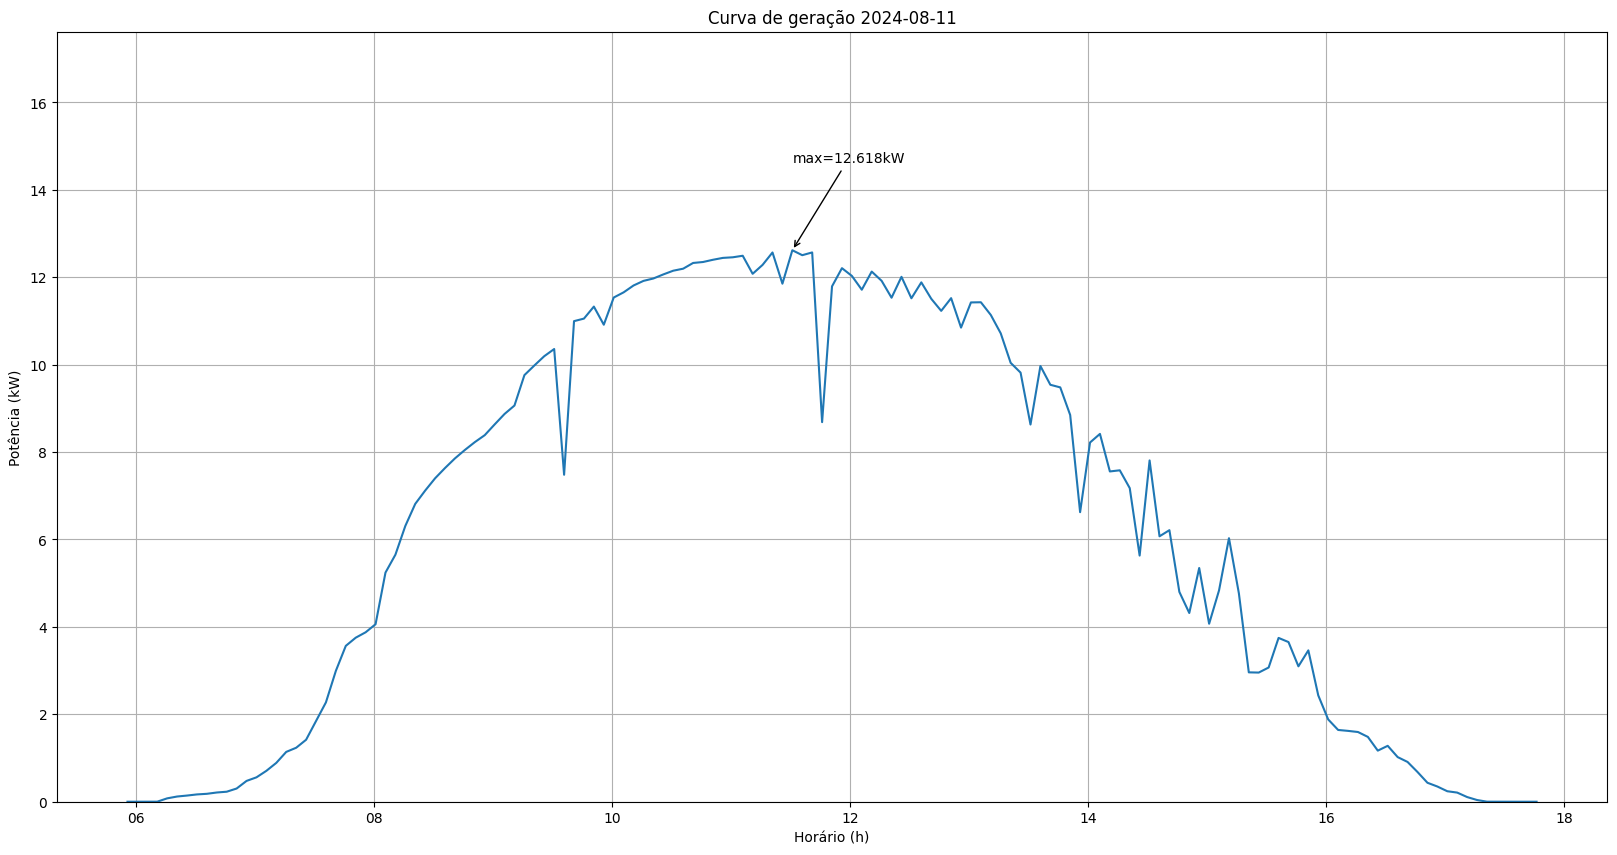 Curva de geração 2024-08-11
16
14
12
10
8
6
4
2
0
Potência (kW)
max=12.618kW
06 08 10 12 14 16 18
Horário (h)